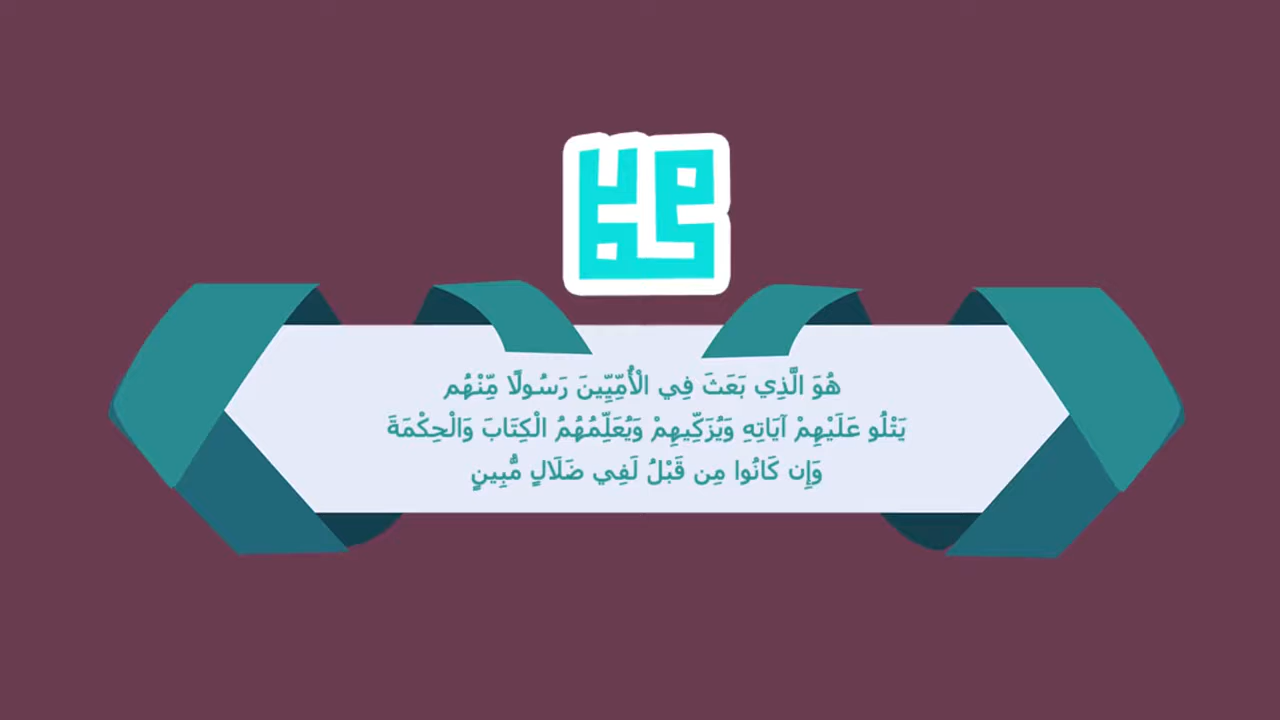 هُوَ الَّذِي بَعَثَ فِي الْأُمِّيِّينَ رَسُولًا مِّنْهُم
يَتْلُو عَلَيْهِمْ آيَاتِهِ وَيُزَكِّيهِمْ وَيُعَلِّمُهُمُ الْكِتَابَ وَالْحِكْمَةَ
وَإِن كَانُوا مِن قَبْلُ لَفِي ضَلَالٍ مُّبِينٍ